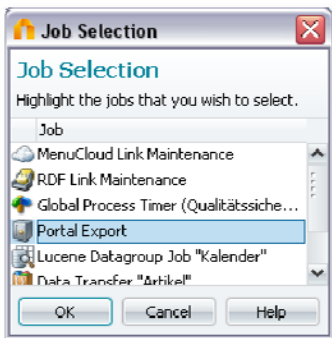 Job Selection
Job Selection
Highlight the jobs that you wish to select.
Job
MenuCloud Link Maintenance
RDF Link Maintenance
Global Process Timer (Qualitätssiche...
Portal Export
Lucene Datagroup Job "Kalender"
Data Transfer "Artikel"
OK
Cancel
Help